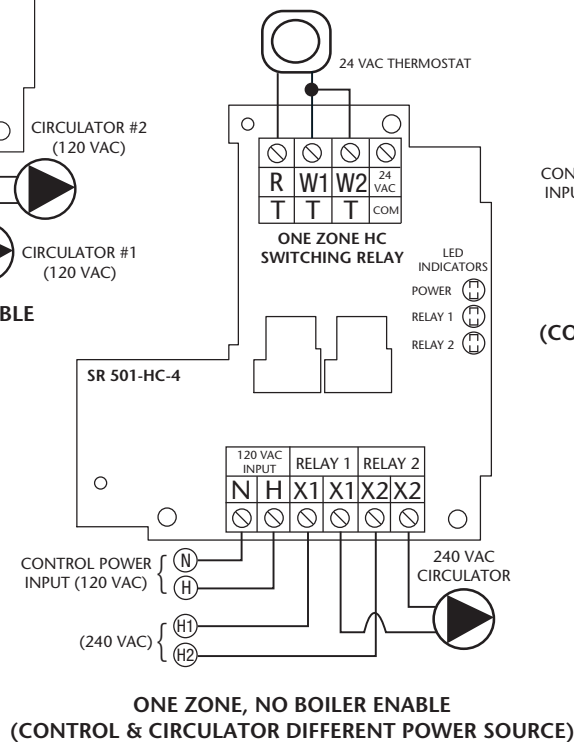 24 VAC THERMOSTAT
CIRCULATOR #2
(120 VAC)
CIRCULATOR #1
(120 VAC)
BLE
CON
INPU
(CO
R W1 W2 24 VAC
T T T COM
ONE ZONE HC
SWITCHING RELAY
LED
INDICATORS
POWER
RELAY 1
RELAY 2
SR 501-HC-4
120 VAC
INPUT
RELAY 1 RELAY 2
N H X1 X1 X2 X2
CONTROL POWER
INPUT (120 VAC)
N
H
(240 VAC)
H1
H2
240 VAC
CIRCULATOR
ONE ZONE, NO BOILER ENABLE
(CONTROL & CIRCULATOR DIFFERENT POWER SOURCE)